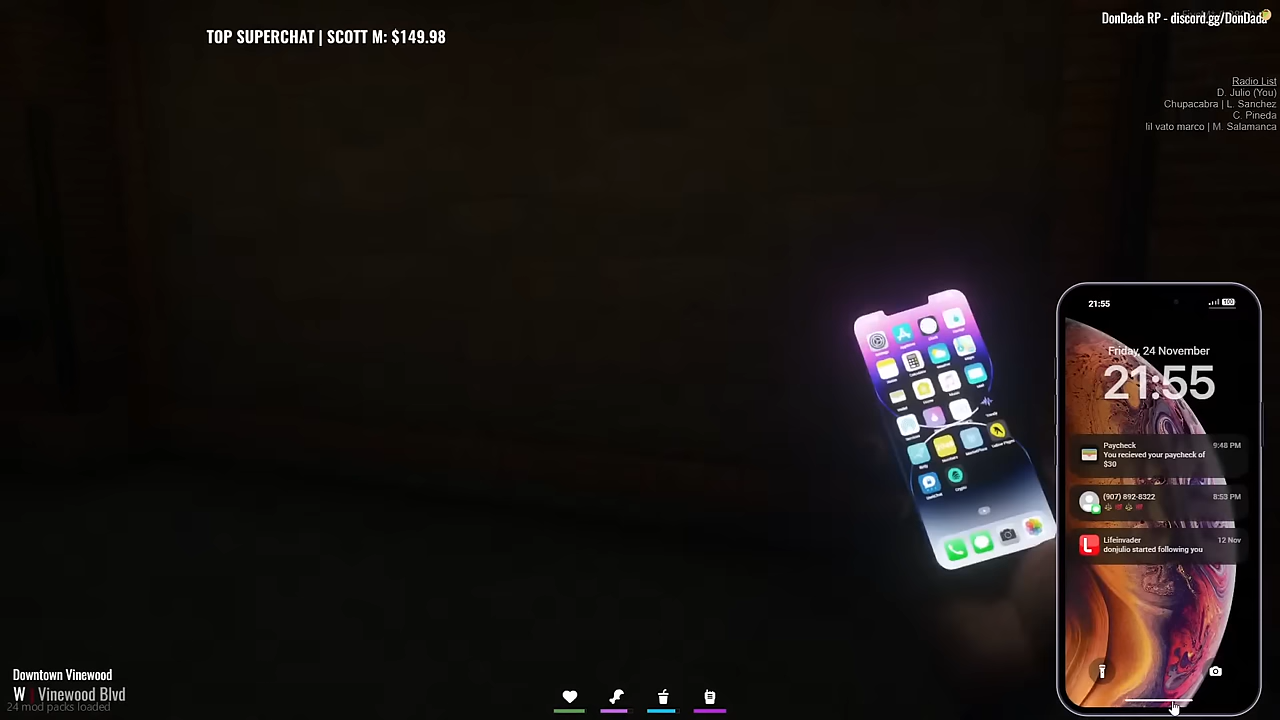 TOP SUPERCHAT | SCOTT M: $149.98
DonDada RP - discord.gg/DonDada
Radio List
D. Julio (You)
Chupacabra | L. Sanchez
C. Pineda
lil vato marco | M. Salamanca
21:55
100
Friday, 24 November
21:55
Paycheck
9:48 PM
You recieved your paycheck of
$30
(907) 892-8322
8:53 PM
Lifeinvader
12 Nov
donjulio started following you
Downtown Vinewood
W | Vinewood Blvd
24 mod packs loaded